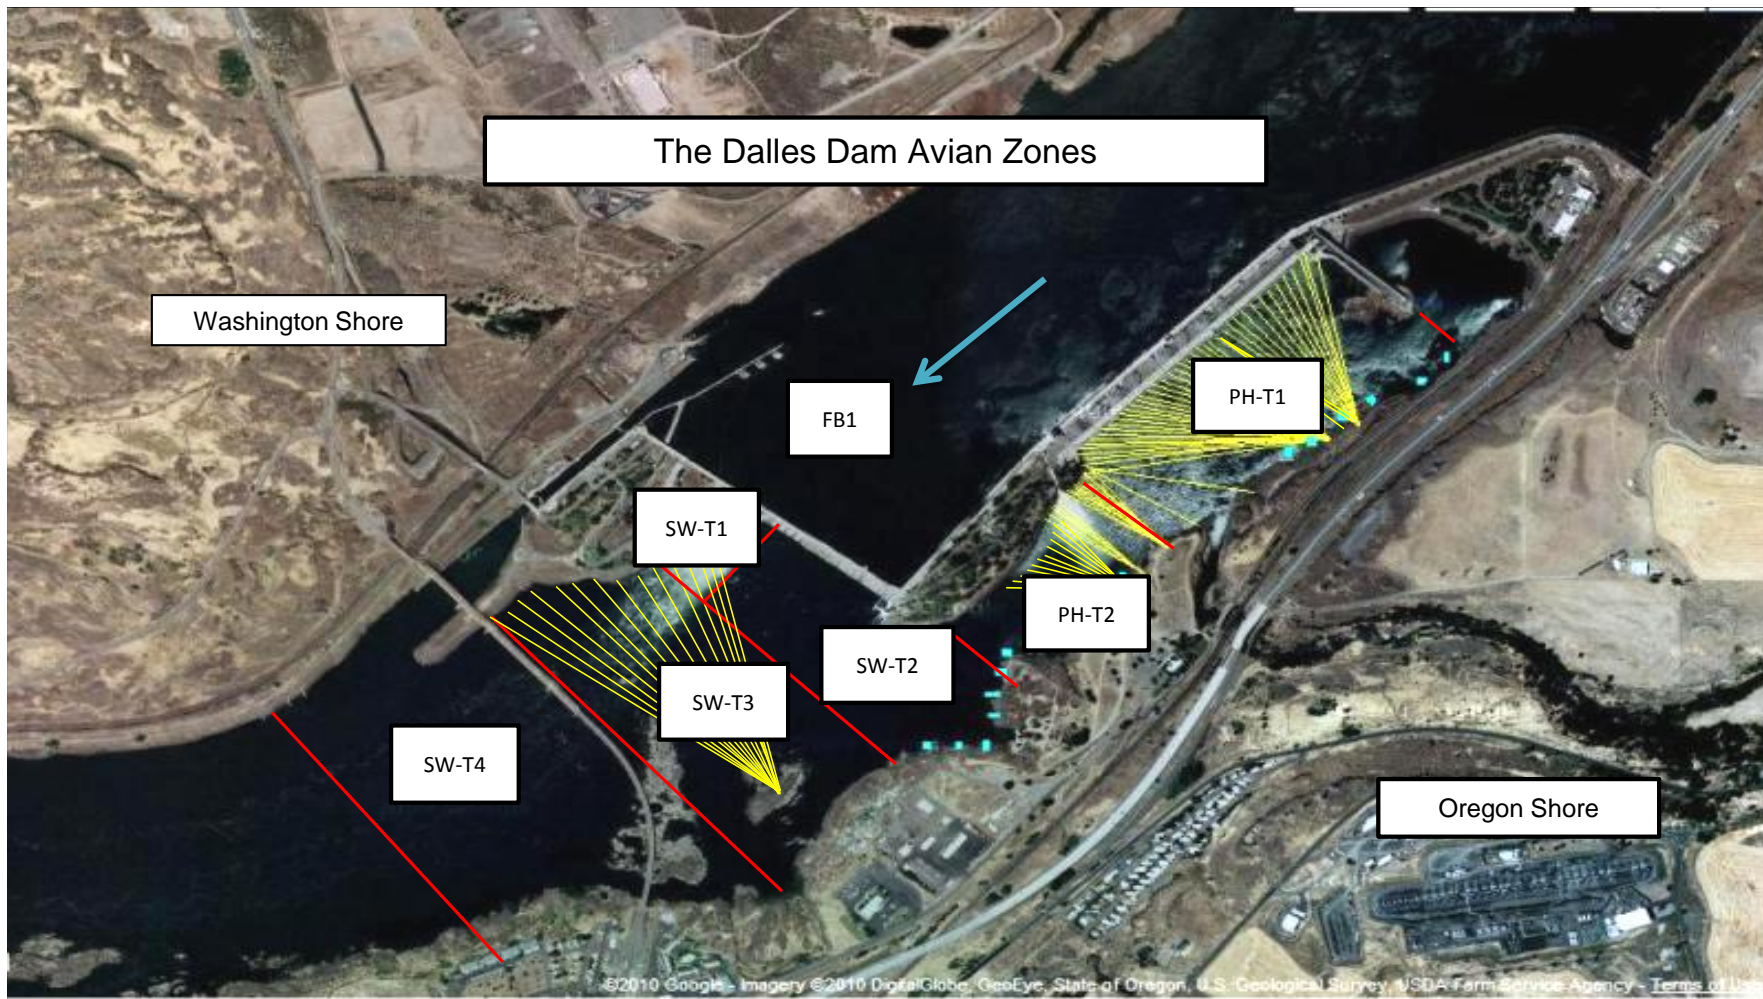 The Dalles Dam Avian Zones
Washington Shore
FB1
PH-T1
SW-T1
PH-T2
SW-T2
SW-T3
SW-T4
Oregon Shore
©2010 Google - Imagery ©2010 DigitalGlobe, GeoEye, State of Oregon, U.S. Geological Survey, USDA Farm Service Agency - Terms of Us